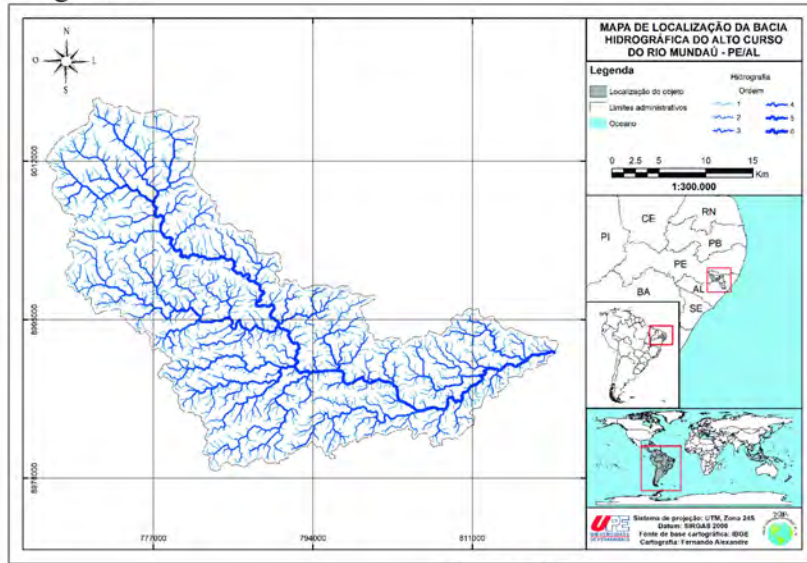 N
O L
S
MAPA DE LOCALIZAÇÃO DA BACIA
HIDROGRÁFICA DO ALTO CURSO
DO RIO MUNDAÚ - PE/AL
Legenda
Localização do objeto
Limites administrativos
Oceano
Hidrografia
Ordem
1 4
2 5
3 6
0 2.5 5 10 15
Km
1:300.000
CE
RN
PI
PB
PE
BA
AL
SE
9012000
8995000
8978000
777000 794000 811000
UPE
Sistema de projeção: UTM, Zona 24S
Datum: SIRGAS 2000
Fonte de base cartográfica: IBGE
Cartografia: Fernando Alexandre